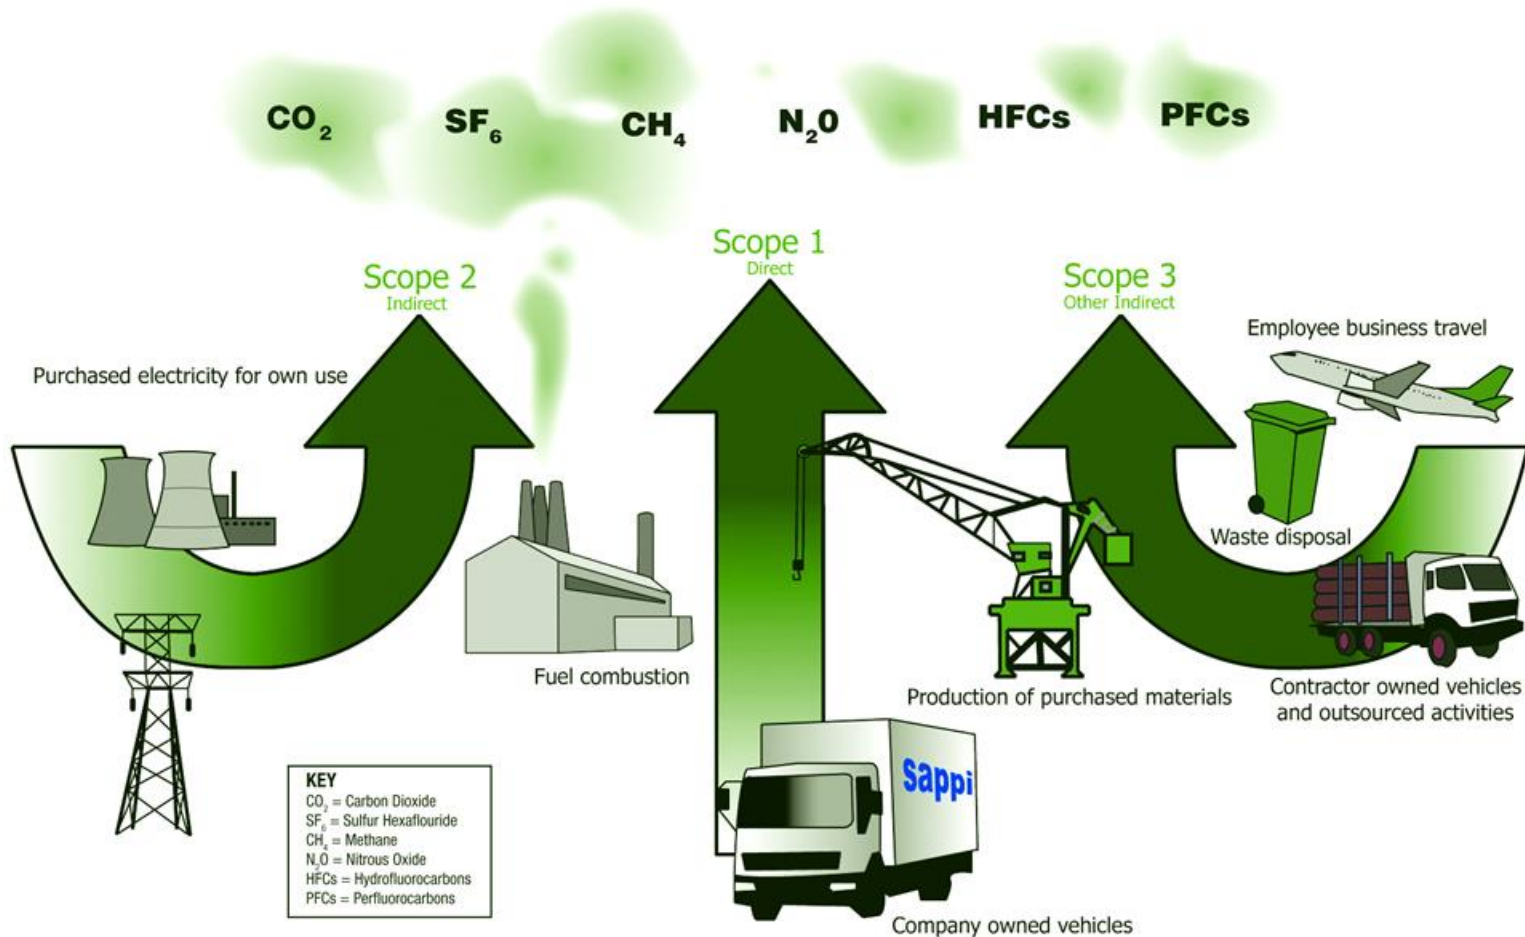 CO₂
SF₆
CH₄
N₂0
HFCs
PFCs
Scope 2
Indirect
Scope 1
Direct
Scope 3
Other Indirect
Purchased electricity for own use
Employee business travel
Waste disposal
Fuel combustion
Production of purchased materials
Contractor owned vehicles
and outsourced activities
sappi
Company owned vehicles
KEY
CO₂ = Carbon Dioxide
SF₆ = Sulfur Hexaflouride
CH₄ = Methane
N₂O = Nitrous Oxide
HFCs = Hydrofluorocarbons
PFCs = Perfluorocarbons